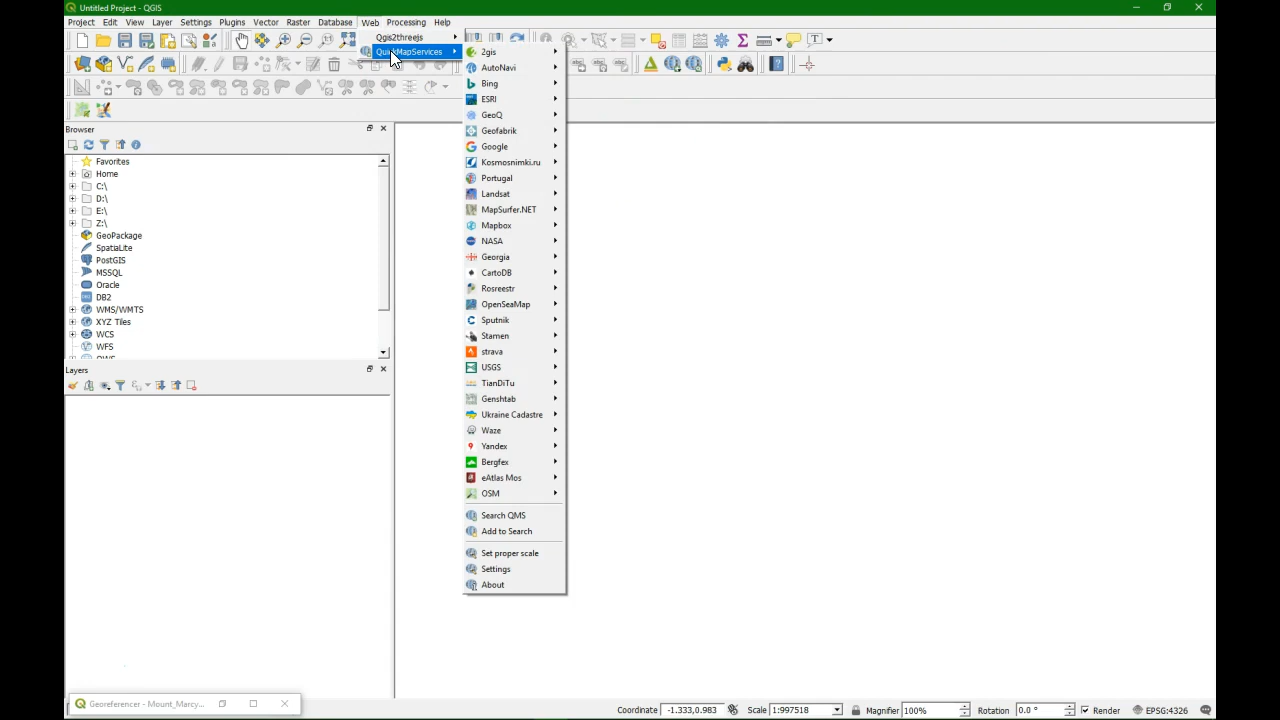 Untitled Project - QGIS
Project Edit View Layer Settings Plugins Vector Raster Database Web Processing Help
Qgis2threejs
QuickMapServices
2gis
AutoNavi
Bing
ESRI
GeoQ
Geofabrik
Google
Kosmosnimki.ru
Portugal
Landsat
MapSurfer.NET
Mapbox
NASA
Georgia
CartoDB
Rosreestr
OpenSeaMap
Sputnik
Stamen
strava
USGS
TianDiTu
Genshtab
Ukraine Cadastre
Waze
Yandex
Bergfex
eAtlas Mos
OSM
Search QMS
Add to Search
Set proper scale
Settings
About
Browser
Favorites
Home
C:\
D:\
E:\
Z:\
GeoPackage
SpatiaLite
PostGIS
MSSQL
Oracle
DB2
WMS/WMTS
XYZ Tiles
WCS
WFS
Layers
Georeferencer - Mount_Marcy...
Coordinate -1.333,0.983 Scale 1:997518 Magnifier 100% Rotation 0.0 ° Render EPSG:4326